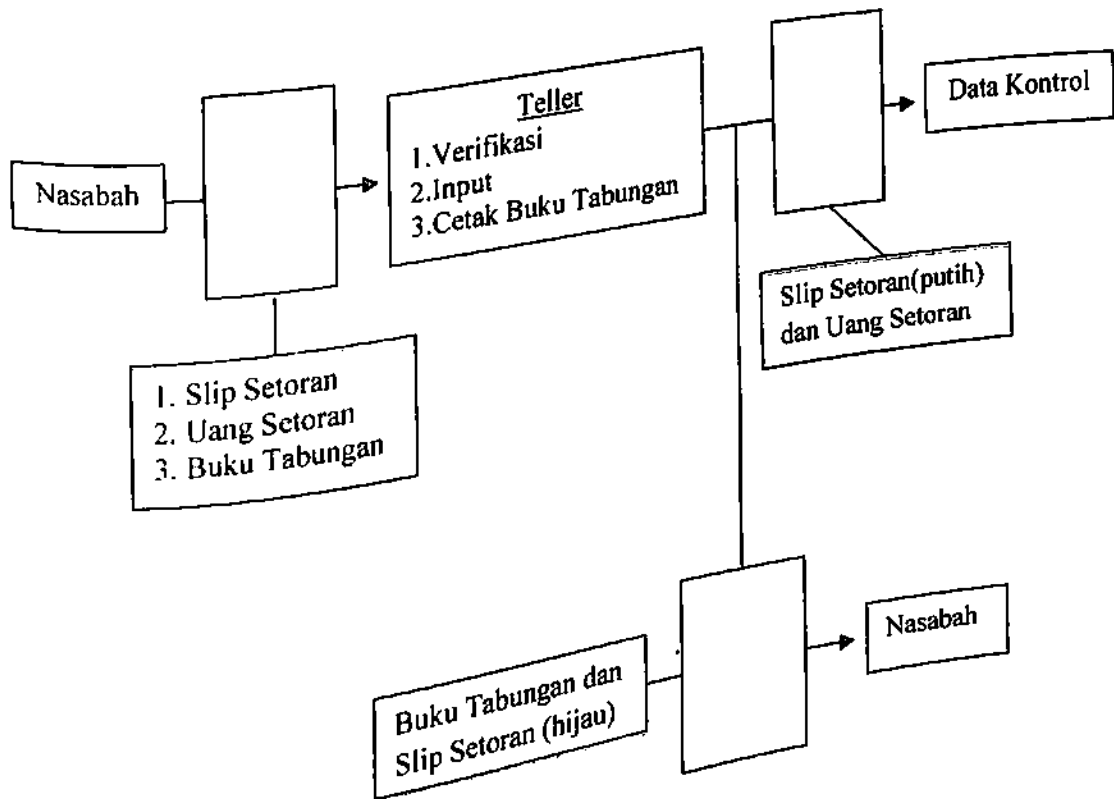 Nasabah
Teller
1.Verifikasi
2.Input
3.Cetak Buku Tabungan
Data Kontrol
Slip Setoran(putih)
dan Uang Setoran
1. Slip Setoran
2. Uang Setoran
3. Buku Tabungan
Buku Tabungan dan
Slip Setoran (hijau)
Nasabah